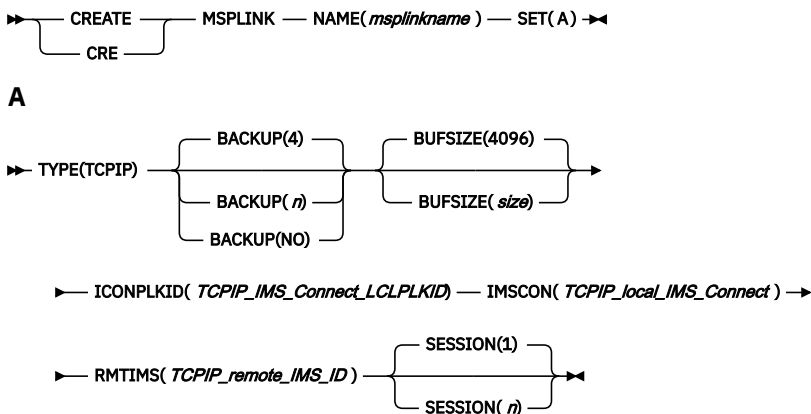 CREATE MSPLINK NAME(msplinkname) SET(A)
CRE
A
BACKUP(4) BUFSIZE(4096)
TYPE(TCPIP)
BACKUP(n) BUFSIZE(size)
BACKUP(NO)
ICONPLKID(TCPIP_IMS_Connect_LCLPLKID) IMSCON(TCPIP_local_IMS_Connect)
SESSION(1)
RMTIMS(TCPIP_remote_IMS_ID)
SESSION(n)